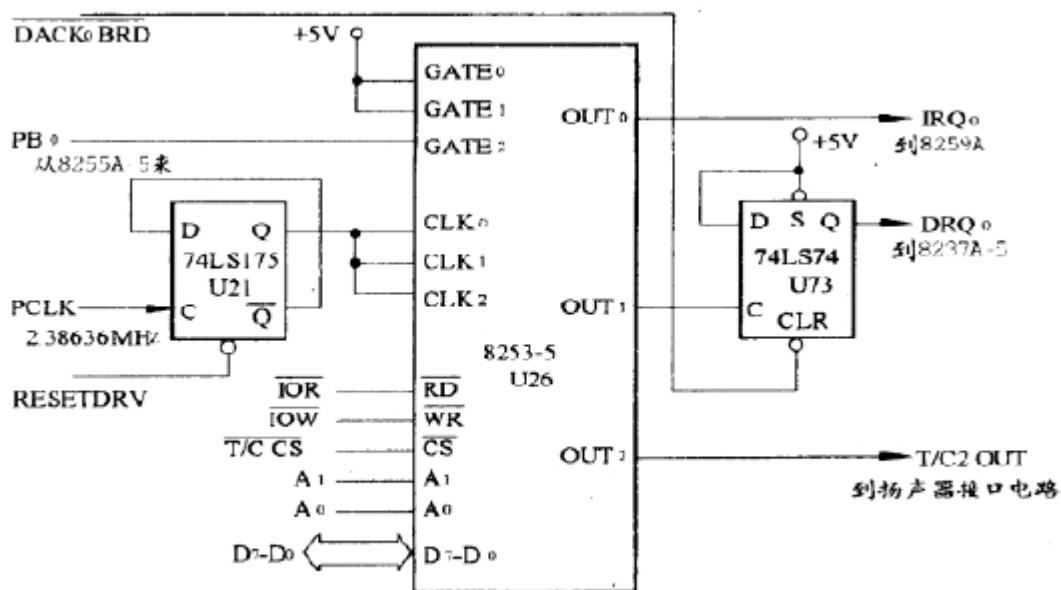 DACK0 BRD
+5V
GATE0
GATE1
PB0
GATE2
从8255A-5来
D Q
74LS175
U21
PCLK
C Q
2.38636MHz
RESETDRV
CLK0
CLK1
CLK2
8253-5
U26
IOR RD
IOW WR
T/C CS CS
A1 A1
A0 A0
D7-D0 D7-D0
OUT0
IRQ0
到8259A
+5V
D S Q
74LS74
U73
C
CLR
DRQ0
到8237A-5
OUT1
OUT2
T/C2 OUT
到扬声器接口电路